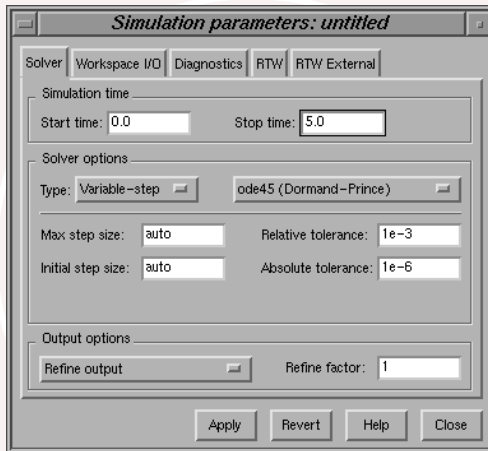 Simulation parameters: untitled
Solver Workspace I/O Diagnostics RTW RTW External
Simulation time
Start time: 0.0 Stop time: 5.0
Solver options
Type: Variable-step ode45 (Dormand-Prince)
Max step size: auto Relative tolerance: 1e-3
Initial step size: auto Absolute tolerance: 1e-6
Output options
Refine output Refine factor: 1
Apply Revert Help Close